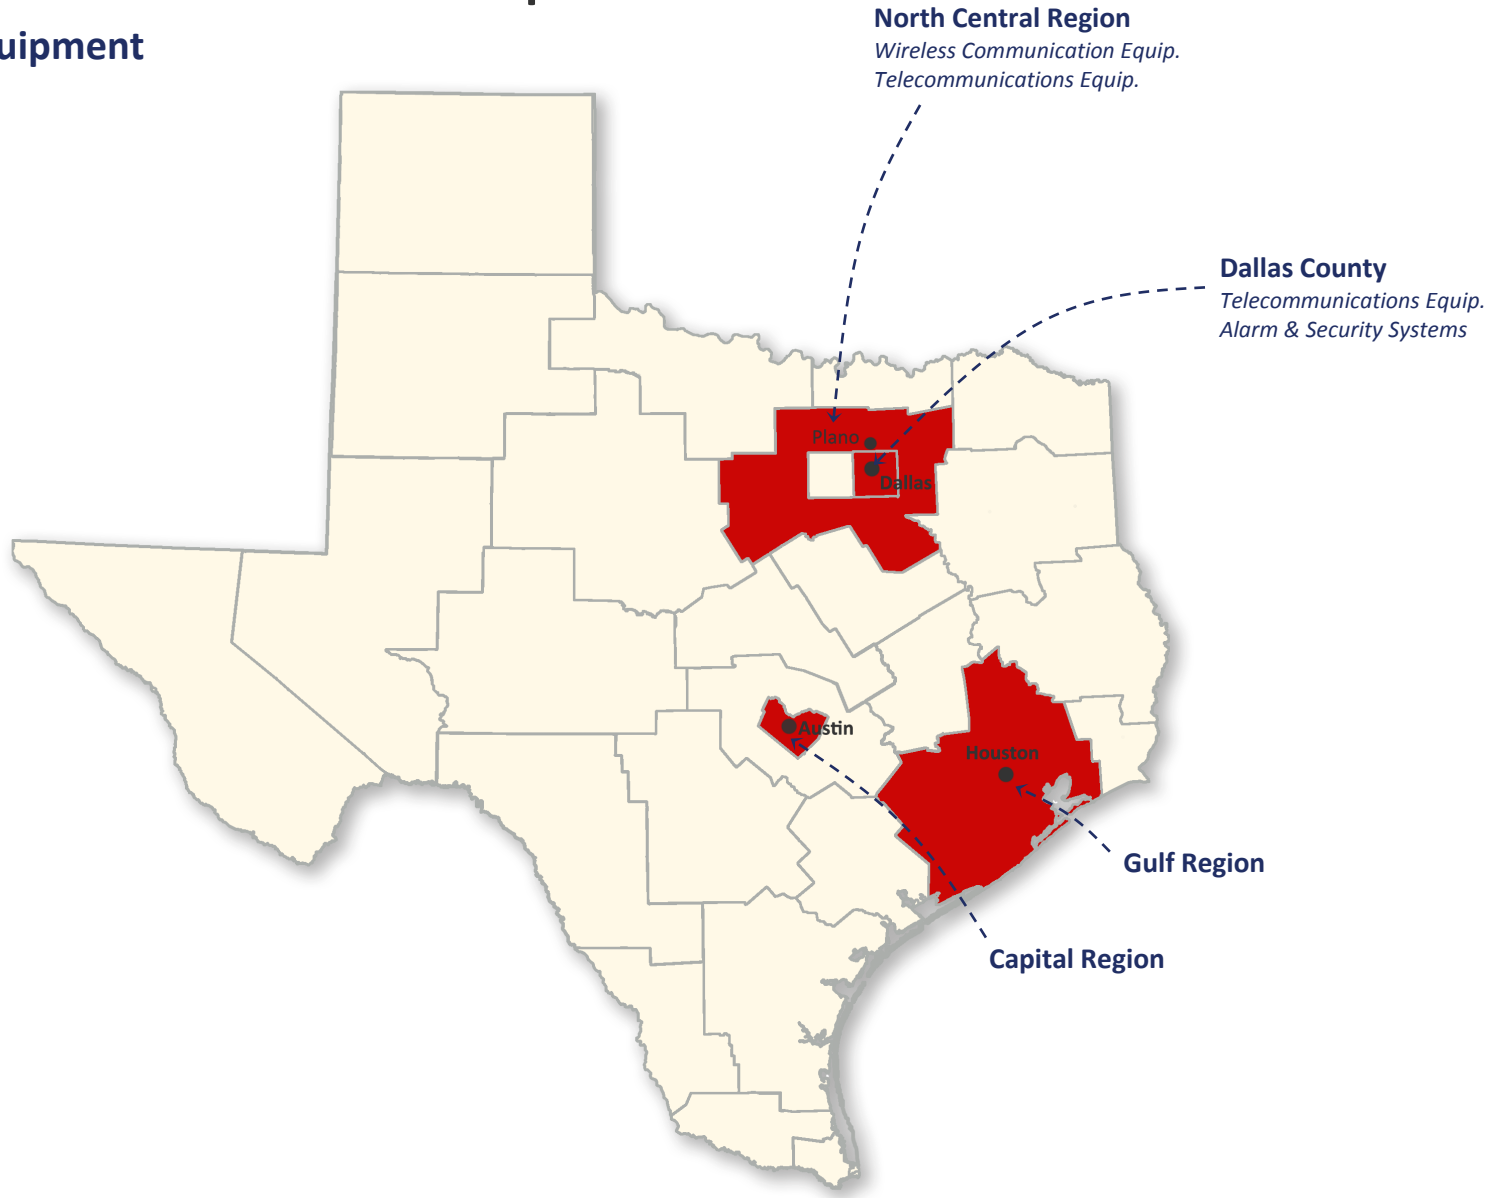 North Central Region
Wireless Communication Equip.
Telecommunications Equip.
Dallas County
Telecommunications Equip.
Alarm & Security Systems
Plano
Dallas
Austin
Houston
Gulf Region
Capital Region